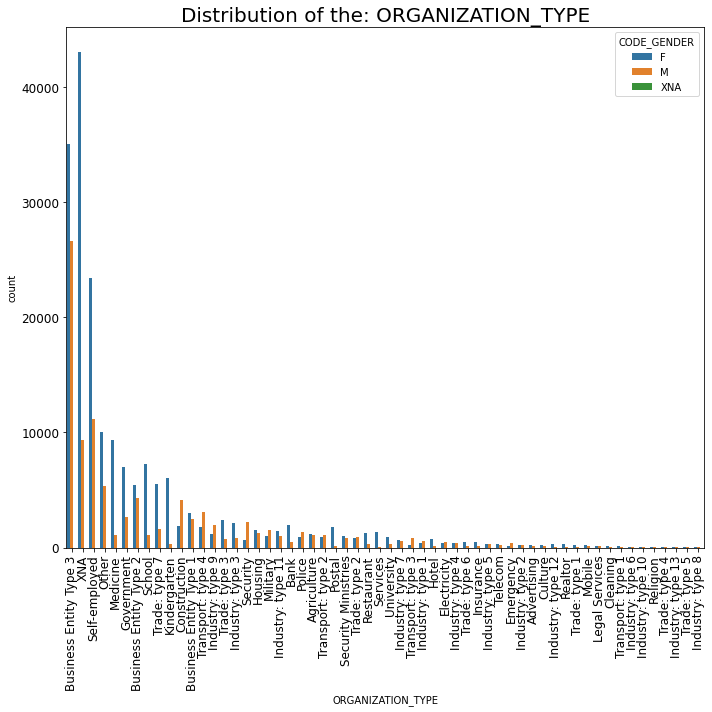 Distribution of the: ORGANIZATION_TYPE
CODE_GENDER
F
M
XNA
40000
30000
20000
10000
0
count
Business Entity Type 3
XNA
Self-employed
Other
Medicine
Government
Business Entity Type 2
School
Trade: type 7
Kindergarten
Construction
Business Entity Type 1
Transport: type 4
Industry: type 9
Trade: type 3
Industry: type 3
Security
Housing
Military
Industry: type 11
Bank
Police
Agriculture
Transport: type 2
Postal
Security Ministries
Trade: type 2
Restaurant
Services
University
Industry: type 7
Transport: type 3
Industry: type 1
Hotel
Electricity
Industry: type 4
Trade: type 6
Insurance
Industry: type 5
Telecom
Emergency
Industry: type 2
Advertising
Culture
Industry: type 12
Realtor
Trade: type 1
Mobile
Legal Services
Cleaning
Transport: type 1
Industry: type 6
Industry: type 10
Religion
Trade: type 4
Industry: type 13
Trade: type 5
Industry: type 8
ORGANIZATION_TYPE